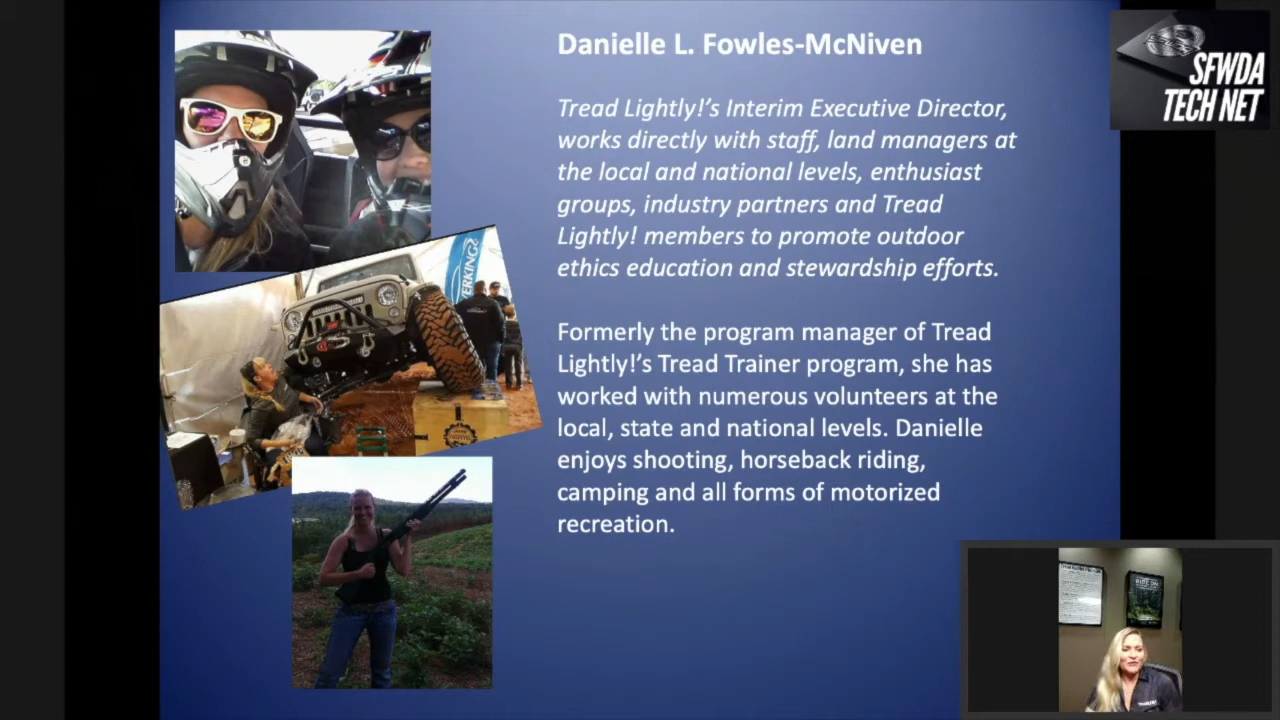 Danielle L. Fowles-McNiven
SFWDA
TECH NET
Tread Lightly!'s Interim Executive Director,
works directly with staff, land managers at
the local and national levels, enthusiast
groups, industry partners and Tread
Lightly! members to promote outdoor
ethics education and stewardship efforts.
Formerly the program manager of Tread
Lightly!'s Tread Trainer program, she has
worked with numerous volunteers at the
local, state and national levels. Danielle
enjoys shooting, horseback riding,
camping and all forms of motorized
recreation.
RIDE ON